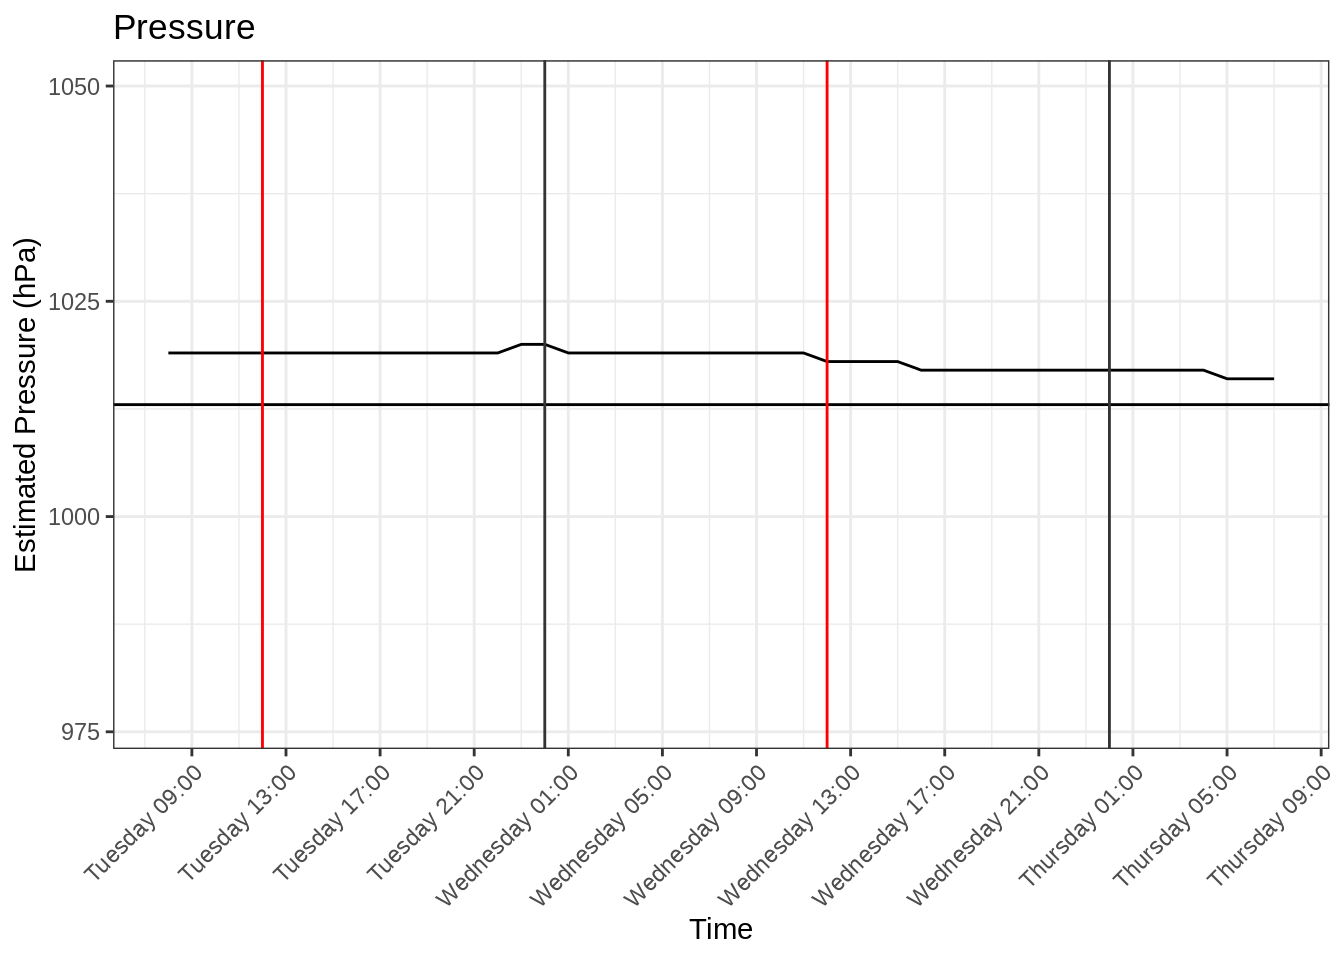 Pressure
1050
1025
1000
975
Estimated Pressure (hPa)
Tuesday 09:00
Tuesday 13:00
Tuesday 17:00
Tuesday 21:00
Wednesday 01:00
Wednesday 05:00
Wednesday 09:00
Wednesday 13:00
Wednesday 17:00
Wednesday 21:00
Thursday 01:00
Thursday 05:00
Thursday 09:00
Time